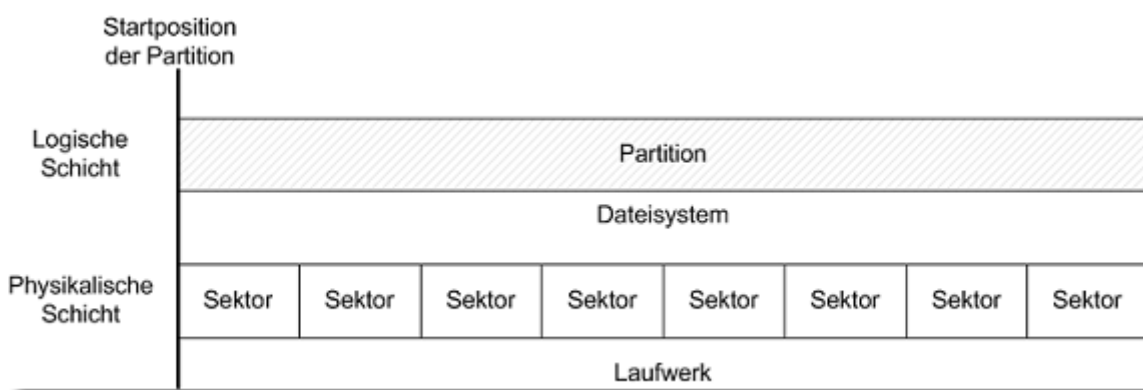 Startposition
der Partition
Logische
Schicht
Partition
Dateisystem
Physikalische
Schicht
Sektor Sektor Sektor Sektor Sektor Sektor Sektor Sektor
Laufwerk